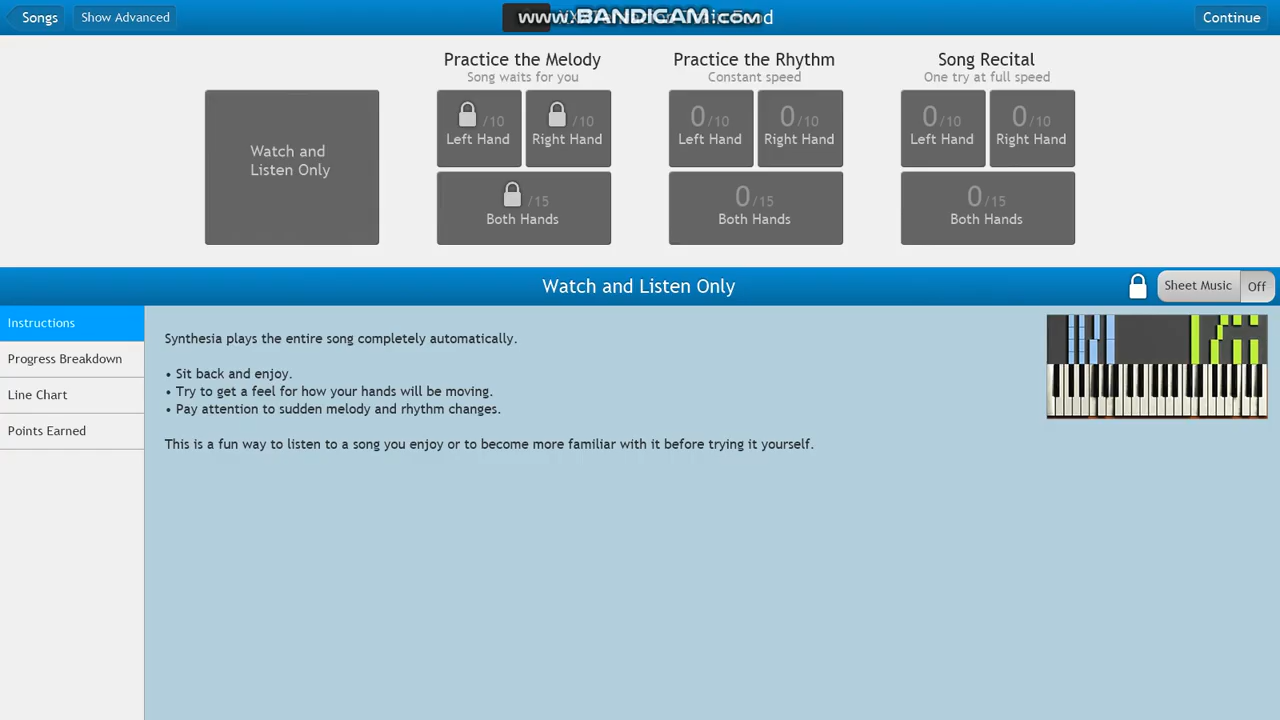 Songs
Show Advanced
www.BANDICAM.com
Continue
Practice the Melody
Song waits for you
/10
Left Hand
/10
Right Hand
/15
Both Hands
Practice the Rhythm
Constant speed
0/10
Left Hand
0/10
Right Hand
0/15
Both Hands
Song Recital
One try at full speed
0/10
Left Hand
0/10
Right Hand
0/15
Both Hands
Watch and
Listen Only
Watch and Listen Only
Sheet Music
Off
Instructions
Progress Breakdown
Line Chart
Points Earned
Synthesia plays the entire song completely automatically.
• Sit back and enjoy.
• Try to get a feel for how your hands will be moving.
• Pay attention to sudden melody and rhythm changes.
This is a fun way to listen to a song you enjoy or to become more familiar with it before trying it yourself.